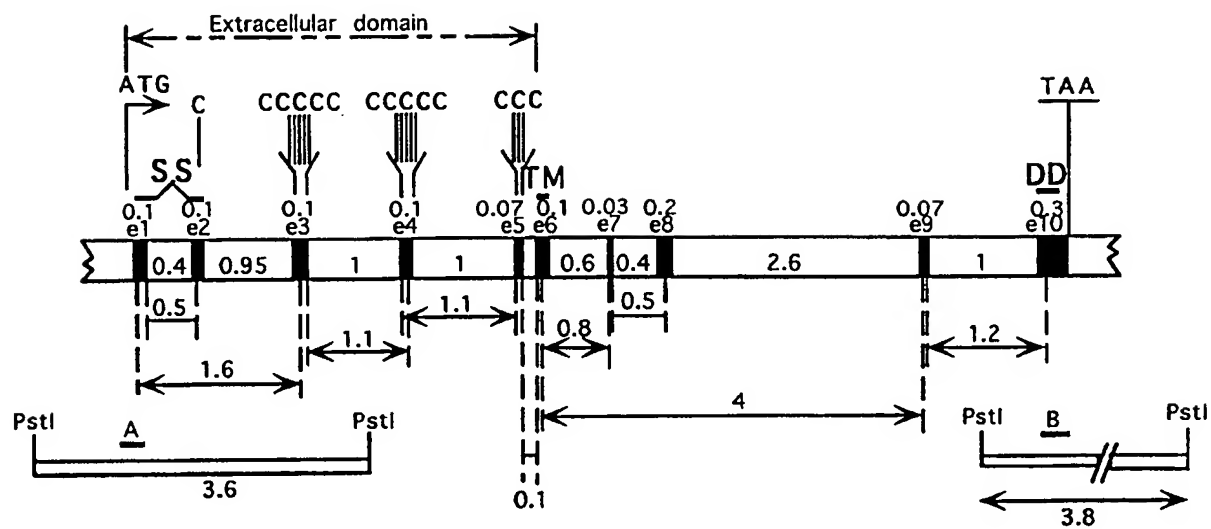 Extracellular domain
ATG C CCCCC CCCCC CCC TAA
SS TM DD
0.1 0.1 0.1 0.1 0.07 0.1 0.03 0.2 0.07 0.3
e1 e2 e3 e4 e5 e6 e7 e8 e9 e10
0.4 0.95 1 1 0.6 0.4 2.6 1
0.5 1.1 0.8 0.5
1.1 1.2
1.6 4
PstI A PstI PstI B PstI
3.6 0.1 3.8